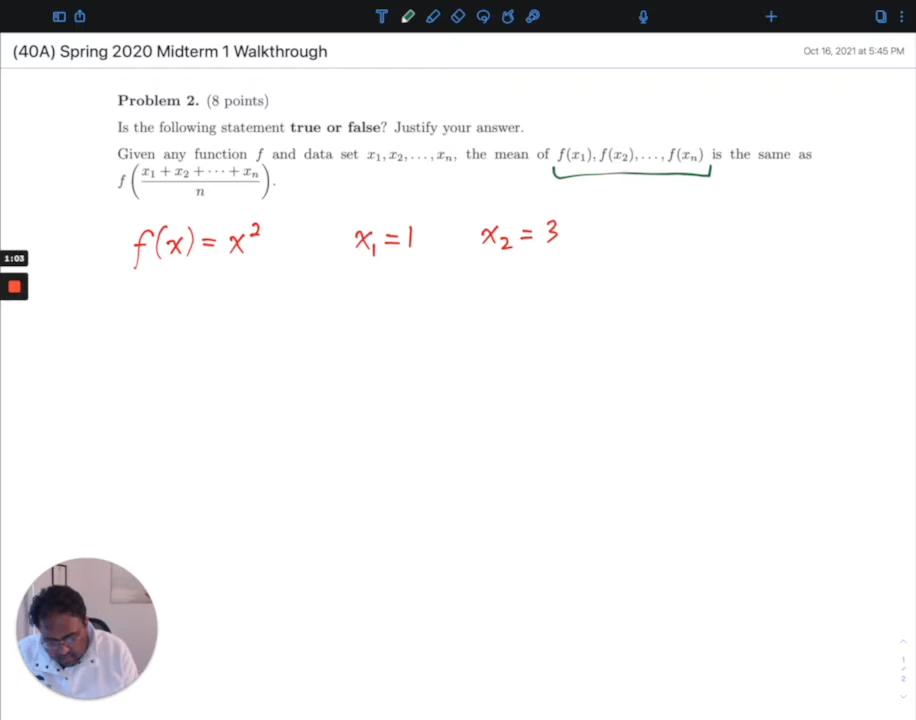 (40A) Spring 2020 Midterm 1 Walkthrough
Oct 16, 2021 at 5:45 PM
Problem 2. (8 points)
Is the following statement true or false? Justify your answer.
Given any function f and data set x₁, x₂, . . . , xₙ, the mean of f(x₁), f(x₂), . . . , f(xₙ) is the same as
f ( (x₁ + x₂ + · · · + xₙ) / n ) .
f(x) = x² x₁ = 1 x₂ = 3
1:03
1 / 2